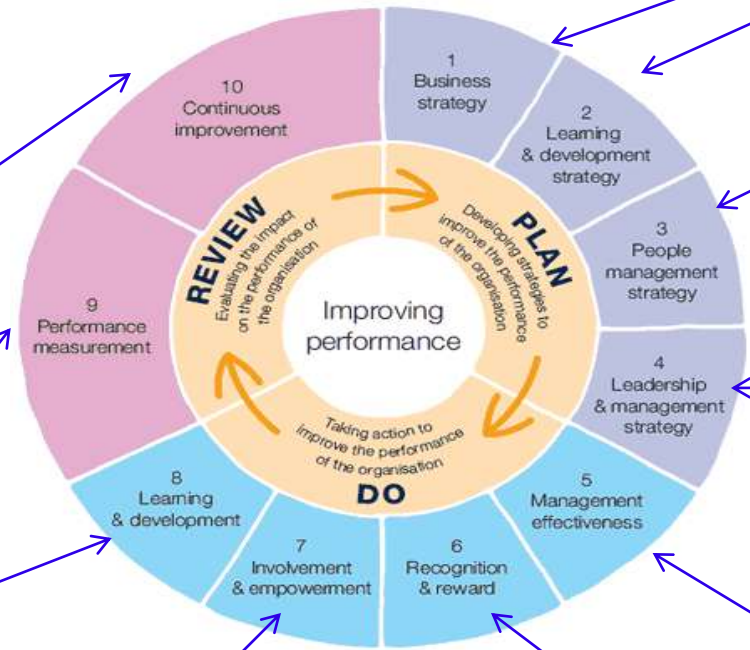 1
Business
strategy
2
Learning
& development
strategy
3
People
management
strategy
4
Leadership
& management
strategy
5
Management
effectiveness
6
Recognition
& reward
7
Involvement
& empowerment
8
Learning
& development
9
Performance
measurement
10
Continuous
improvement
PLAN
Developing strategies to
improve the performance
of the organisation
DO
Taking action to
improve the performance
of the organisation
REVIEW
Evaluating the impact
on the performance of
the organisation
Improving
performance